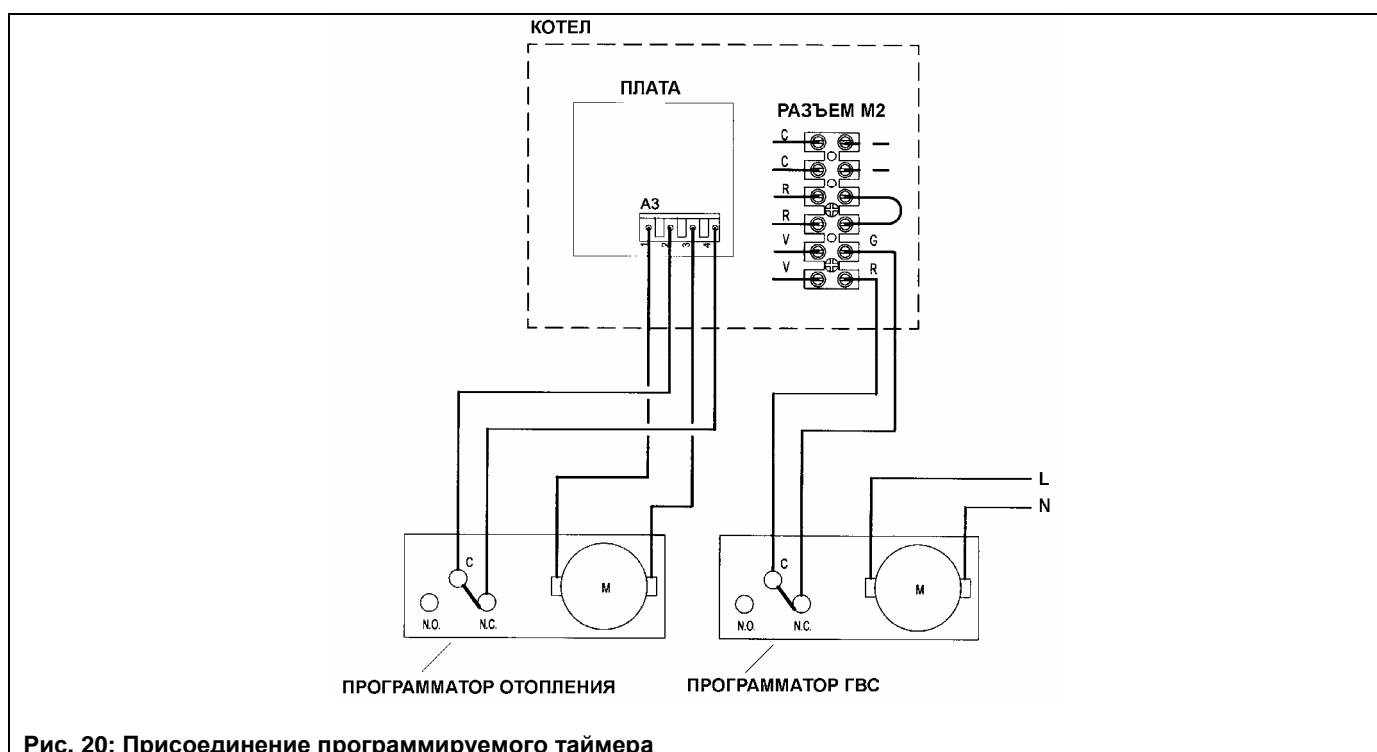 КОТЕЛ
ПЛАТА
РАЗЪЕМ М2
C
C
R
R
V
G
V
R
A3
1
2
3
4
L
N
C
M
N.O.
N.C.
C
M
N.O.
N.C.
ПРОГРАММАТОР ОТОПЛЕНИЯ
ПРОГРАММАТОР ГВС
Рис. 20: Присоединение программируемого таймера